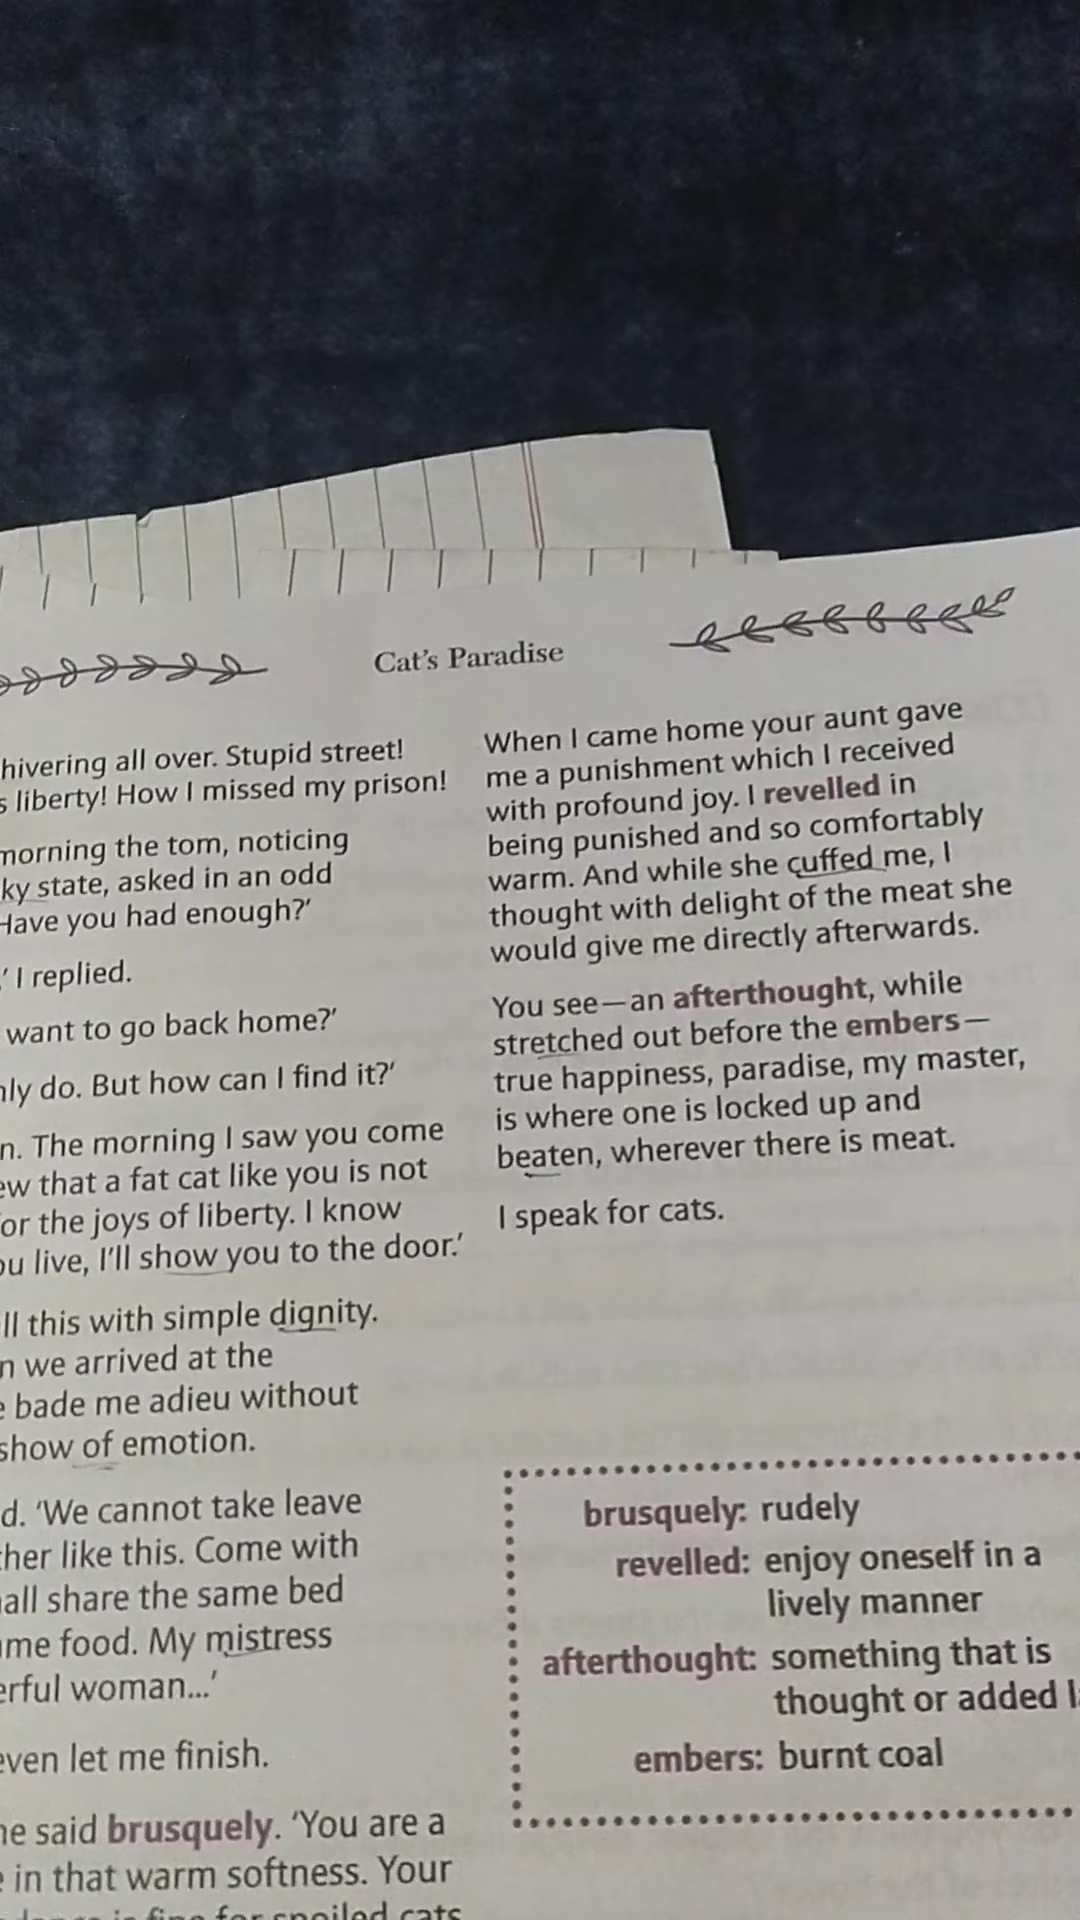 Cat's Paradise
hivering all over. Stupid street!
s liberty! How I missed my prison!
morning the tom, noticing
ky state, asked in an odd
Have you had enough?'
,' I replied.
want to go back home?'
nly do. But how can I find it?'
n. The morning I saw you come
ew that a fat cat like you is not
for the joys of liberty. I know
ou live, I'll show you to the door.'
ll this with simple dignity.
n we arrived at the
e bade me adieu without
show of emotion.
d. 'We cannot take leave
ther like this. Come with
hall share the same bed
ame food. My mistress
erful woman...'
even let me finish.
he said brusquely. 'You are a
e in that warm softness. Your
is fine for spoiled cats
When I came home your aunt gave
me a punishment which I received
with profound joy. I revelled in
being punished and so comfortably
warm. And while she cuffed me, I
thought with delight of the meat she
would give me directly afterwards.
You see—an afterthought, while
stretched out before the embers—
true happiness, paradise, my master,
is where one is locked up and
beaten, wherever there is meat.
I speak for cats.
brusquely: rudely
revelled: enjoy oneself in a
lively manner
afterthought: something that is
thought or added l
embers: burnt coal